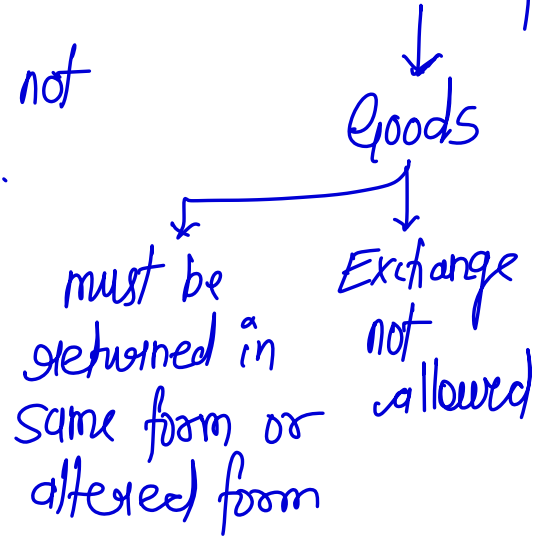 not
Goods
must be
returned in
same form or
altered form
Exchange
not
allowed